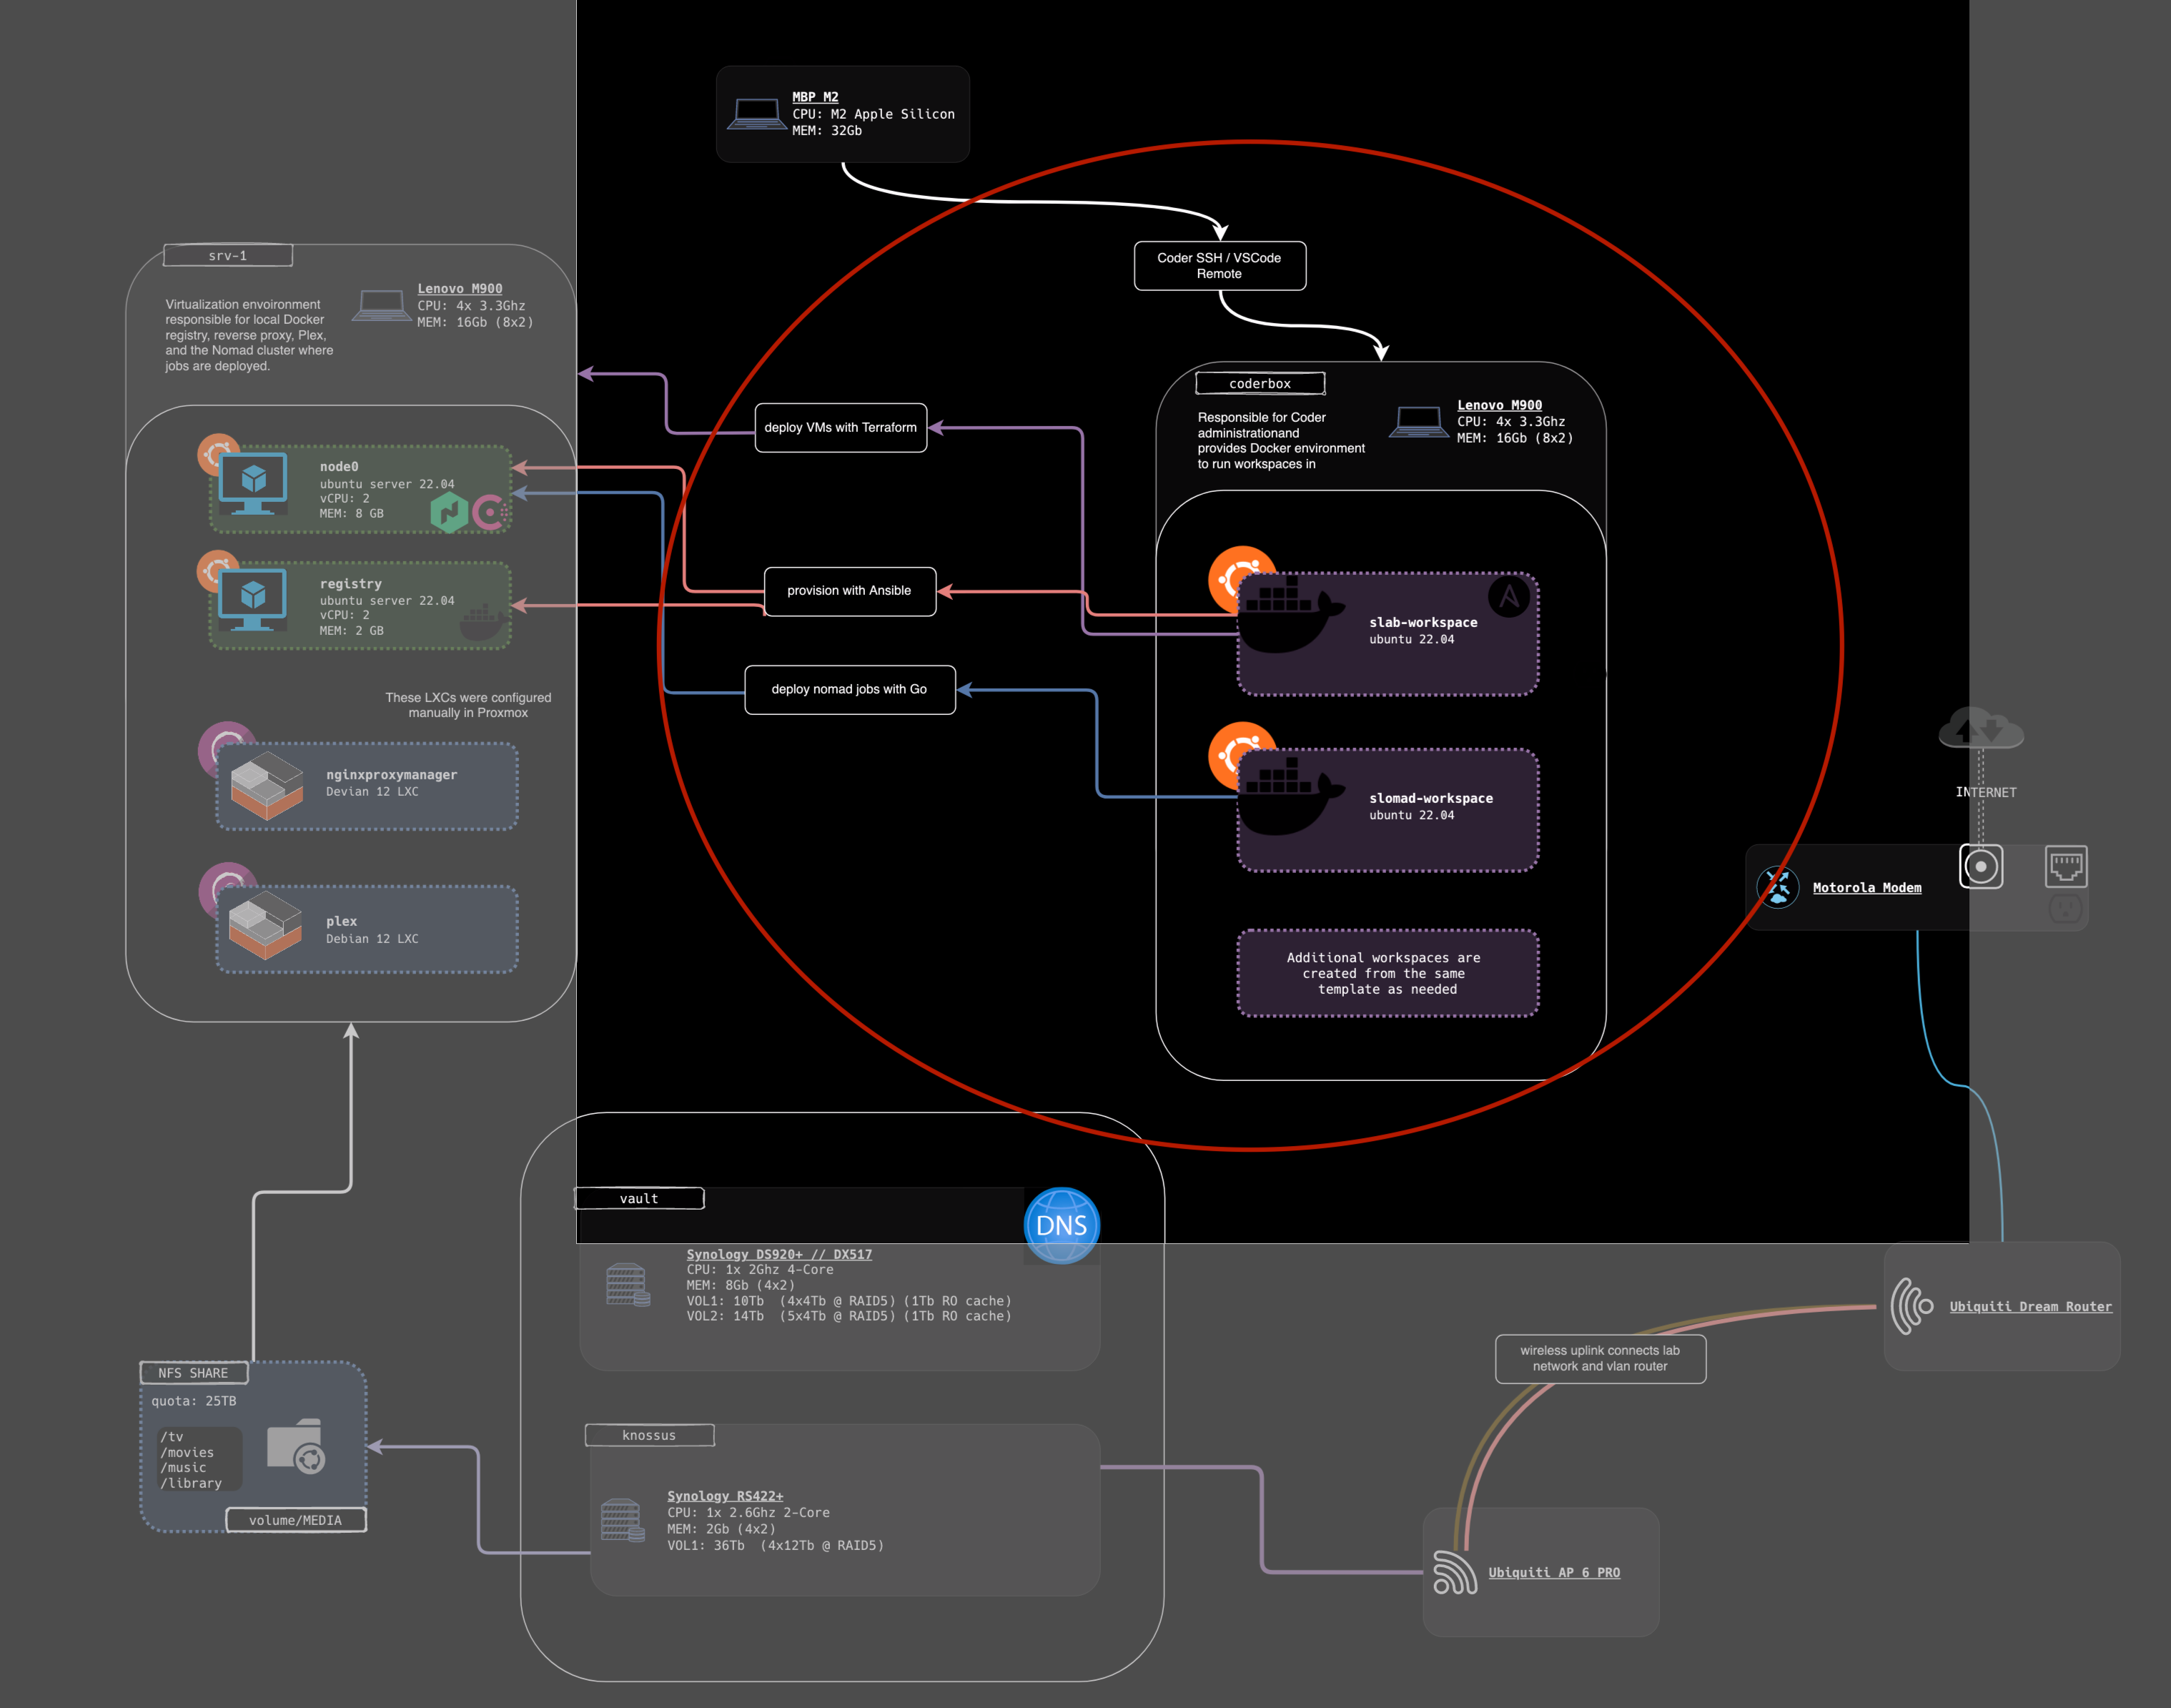 MBP M2
CPU: M2 Apple Silicon
MEM: 32Gb
Coder SSH / VSCode
Remote
srv-1
Virtualization envoironment
responsible for local Docker
registry, reverse proxy, Plex,
and the Nomad cluster where
jobs are deployed.
Lenovo M900
CPU: 4x 3.3Ghz
MEM: 16Gb (8x2)
node0
ubuntu server 22.04
vCPU: 2
MEM: 8 GB
registry
ubuntu server 22.04
vCPU: 2
MEM: 2 GB
These LXCs were configured
manually in Proxmox
nginxproxymanager
Devian 12 LXC
plex
Debian 12 LXC
deploy VMs with Terraform
provision with Ansible
deploy nomad jobs with Go
coderbox
Responsible for Coder
administrationand
provides Docker environment
to run workspaces in
Lenovo M900
CPU: 4x 3.3Ghz
MEM: 16Gb (8x2)
slab-workspace
ubuntu 22.04
slomad-workspace
ubuntu 22.04
Additional workspaces are
created from the same
template as needed
INTERNET
Motorola Modem
vault
DNS
Synology DS920+ // DX517
CPU: 1x 2Ghz 4-Core
MEM: 8Gb (4x2)
VOL1: 10Tb (4x4Tb @ RAID5) (1Tb RO cache)
VOL2: 14Tb (5x4Tb @ RAID5) (1Tb RO cache)
Ubiquiti Dream Router
wireless uplink connects lab
network and vlan router
NFS SHARE
quota: 25TB
/tv
/movies
/music
/library
volume/MEDIA
knossus
Synology RS422+
CPU: 1x 2.6Ghz 2-Core
MEM: 2Gb (4x2)
VOL1: 36Tb (4x12Tb @ RAID5)
Ubiquiti AP 6 PRO